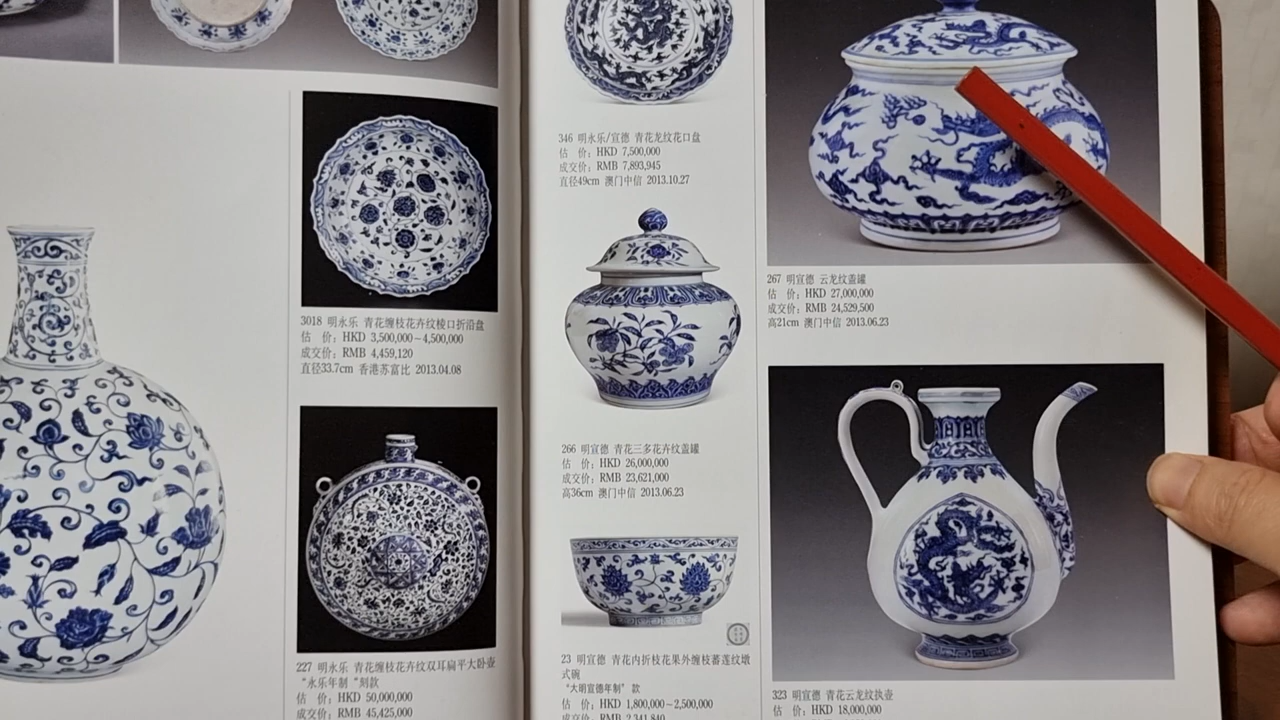 3018 明永乐 青花缠枝花卉纹棱口折沿盘
估 价：HKD 3,500,000~4,500,000
成交价：RMB 4,459,120
直径33.7cm 香港苏富比 2013.04.08
227 明永乐 青花缠枝花卉纹双耳扁平大卧壶
“永乐年制”刻款
估 价：HKD 50,000,000
成交价：RMB 45,425,000
346 明永乐/宣德 青花龙纹花口盘
估 价：HKD 7,500,000
成交价：RMB 7,893,945
直径49cm 澳门中信 2013.10.27
266 明宣德 青花三多花卉纹盖罐
估 价：HKD 26,000,000
成交价：RMB 23,621,000
高36cm 澳门中信 2013.06.23
23 明宣德 青花内折枝花果外缠枝蕃莲纹墩
式碗
“大明宣德年制”款
估 价：HKD 1,800,000~2,500,000
成交价：RMB 2,341,840
267 明宣德 云龙纹盖罐
估 价：HKD 27,000,000
成交价：RMB 24,529,500
高21cm 澳门中信 2013.06.23
323 明宣德 青花云龙纹执壶
估 价：HKD 18,000,000